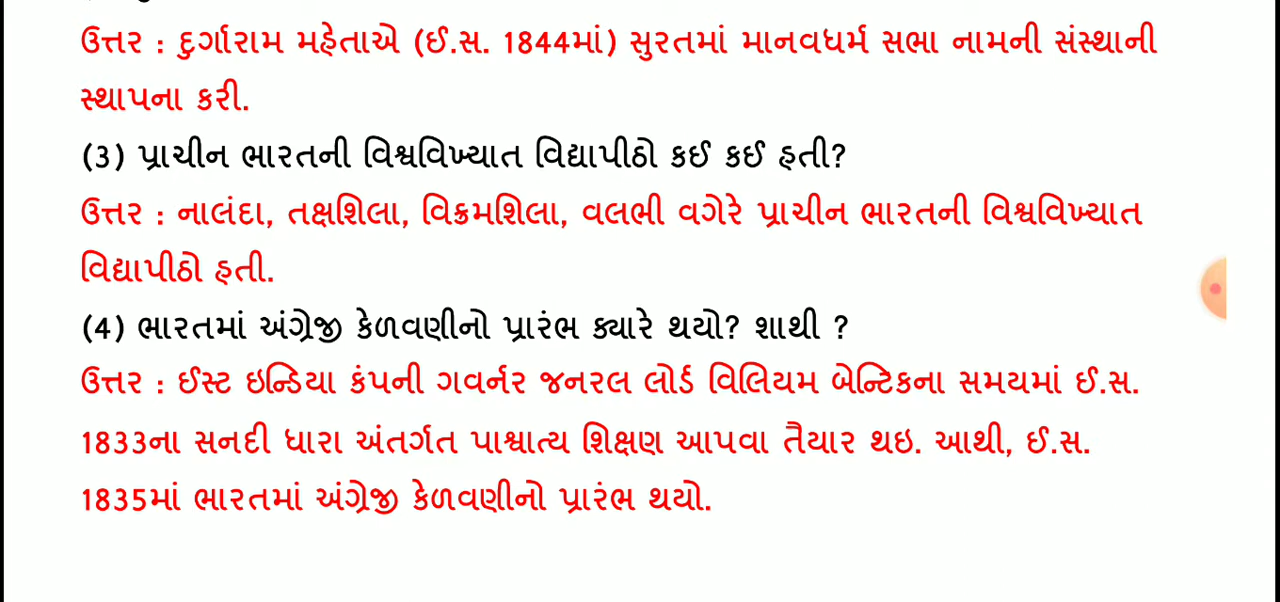 ઉત્તર : દુર્ગારામ મહેતાએ (ઈ.સ. 1844માં) સુરતમાં માનવધર્મ સભા નામની સંસ્થાની
સ્થાપના કરી.
(3) પ્રાચીન ભારતની વિશ્વવિખ્યાત વિદ્યાપીઠો કઈ કઈ હતી?
ઉત્તર : નાલંદા, તક્ષશિલા, વિક્રમશિલા, વલભી વગેરે પ્રાચીન ભારતની વિશ્વવિખ્યાત
વિદ્યાપીઠો હતી.
(4) ભારતમાં અંગ્રેજી કેળવણીનો પ્રારંભ ક્યારે થયો? શાથી ?
ઉત્તર : ઈસ્ટ ઇન્ડિયા કંપની ગવર્નર જનરલ લોર્ડ વિલિયમ બેન્ટિકના સમયમાં ઈ.સ.
1833ના સનદી ધારા અંતર્ગત પાશ્વાત્ય શિક્ષણ આપવા તૈયાર થઇ. આથી, ઈ.સ.
1835માં ભારતમાં અંગ્રેજી કેળવણીનો પ્રારંભ થયો.